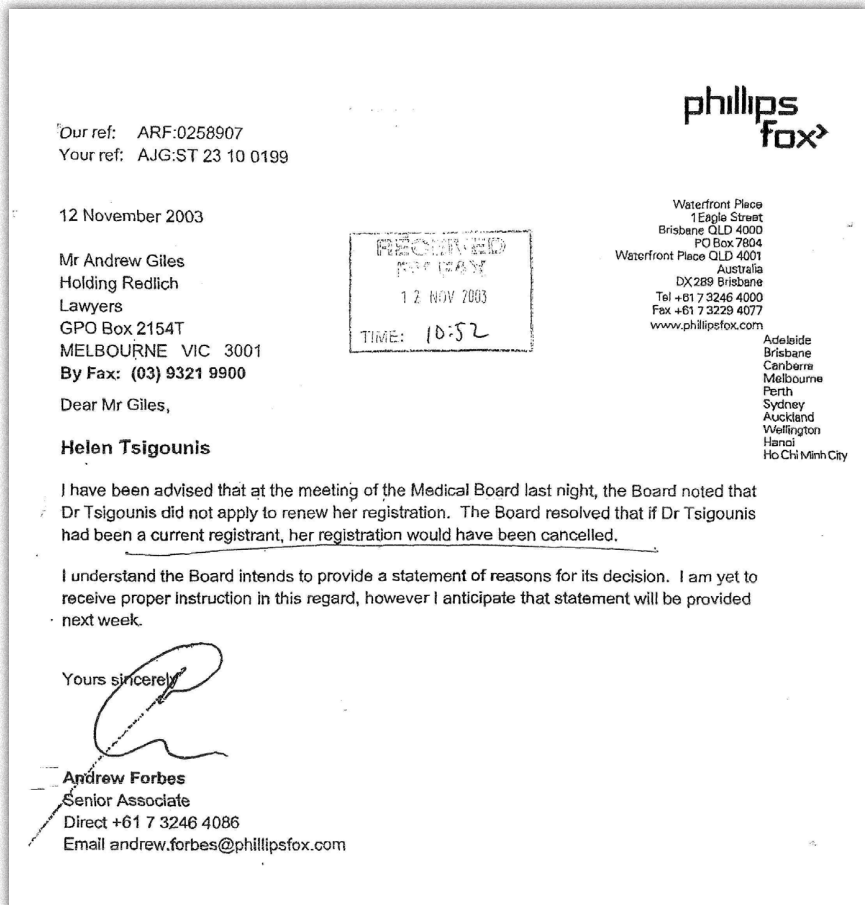 phillips
fox
Our ref: ARF:0258907
Your ref: AJG:ST 23 10 0199
12 November 2003
Waterfront Place
1 Eagle Street
Brisbane QLD 4000
PO Box 7804
Waterfront Place QLD 4001
Australia
DX 289 Brisbane
Tel +61 7 3246 4000
Fax +61 7 3229 4077
www.phillipsfox.com
Adelaide
Brisbane
Canberra
Melbourne
Perth
Sydney
Auckland
Wellington
Hanoi
Ho Chi Minh City
RECEIVED
FAX
12 NOV 2003
TIME: 10:52
Mr Andrew Giles
Holding Redlich
Lawyers
GPO Box 2154T
MELBOURNE VIC 3001
By Fax: (03) 9321 9900
Dear Mr Giles,
Helen Tsigounis
I have been advised that at the meeting of the Medical Board last night, the Board noted that
Dr Tsigounis did not apply to renew her registration. The Board resolved that if Dr Tsigounis
had been a current registrant, her registration would have been cancelled.
I understand the Board intends to provide a statement of reasons for its decision. I am yet to
receive proper instruction in this regard, however I anticipate that statement will be provided
next week.
Yours sincerely
Andrew Forbes
Senior Associate
Direct +61 7 3246 4086
Email andrew.forbes@phillipsfox.com